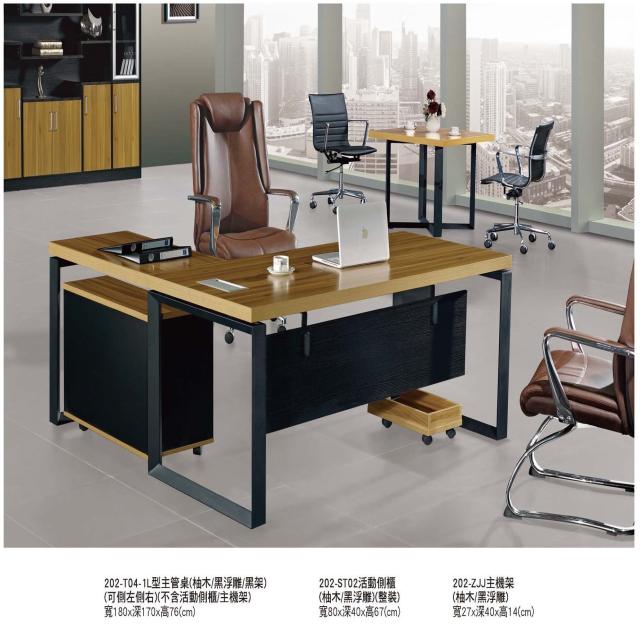 202-T04-1L型主管桌(柚木/黑浮雕/黑架)
(可側左側右)(不含活動側櫃/主機架)
寬180x深170x高76(cm)
202-ST02活動側櫃
(柚木/黑浮雕)(整裝)
寬80x深40x高67(cm)
202-ZJJ主機架
(柚木/黑浮雕)
寬27x深40x高14(cm)